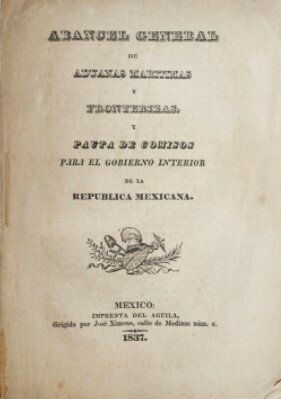 ARANCEL GENERAL
DE
ADUANAS MARITIMAS
Y
FRONTERIZAS,
Y
PAUTA DE COMISOS
PARA EL GOBIERNO INTERIOR
DE LA
REPUBLICA MEXICANA.
MEXICO:
IMPRENTA DEL AGUILA,
dirigida por José Ximeno, calle de Medinas núm. 6.
1837.